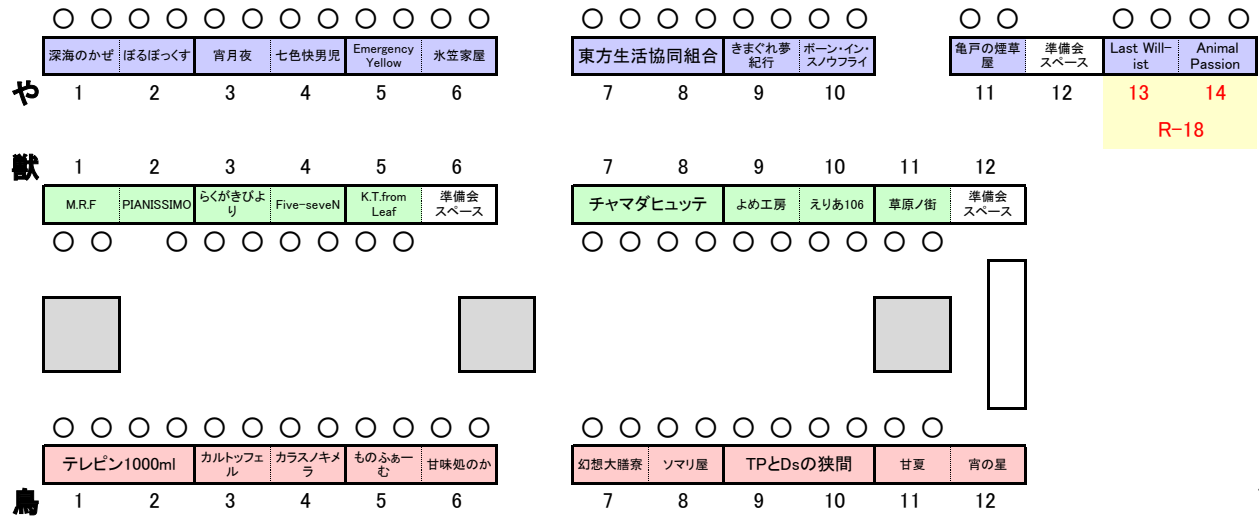 深海のかぜ ぽるぽっくす 宵月夜 七色快男児 Emergency Yellow 氷笠家屋 東方生活協同組合 きまぐれ夢紀行 ボーン・イン・スノウフライ 亀戸の煙草屋 準備会スペース Last Will-ist Animal Passion
や 1 2 3 4 5 6 7 8 9 10 11 12 13 14
R-18
獣 1 2 3 4 5 6 7 8 9 10 11 12
M.R.F PIANISSIMO らくがきびより Five-seveN K.T.from Leaf 準備会スペース チャマダヒュッテ よめ工房 えりあ106 草原ノ街 準備会スペース
テレピン1000ml カルトッフェル カラスノキメラ ものふぁーむ 甘味処のか 幻想大膳寮 ソマリ屋 TPとDsの狭間 甘夏 宵の星
鳥 1 2 3 4 5 6 7 8 9 10 11 12